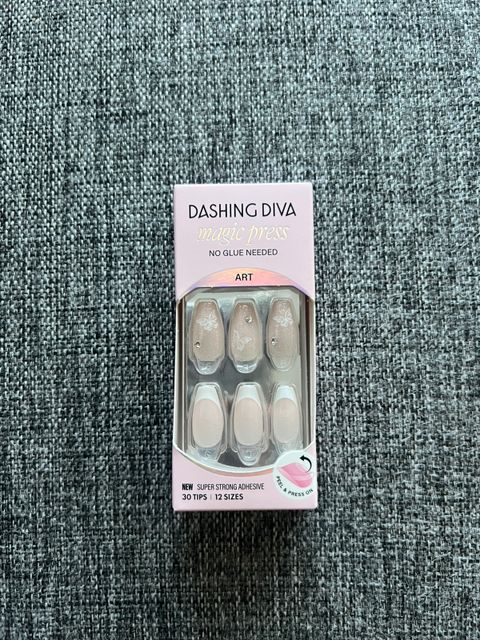 DASHING DIVA
magic press
NO GLUE NEEDED
ART
NEW SUPER STRONG ADHESIVE
30 TIPS | 12 SIZES
PEEL & PRESS ON